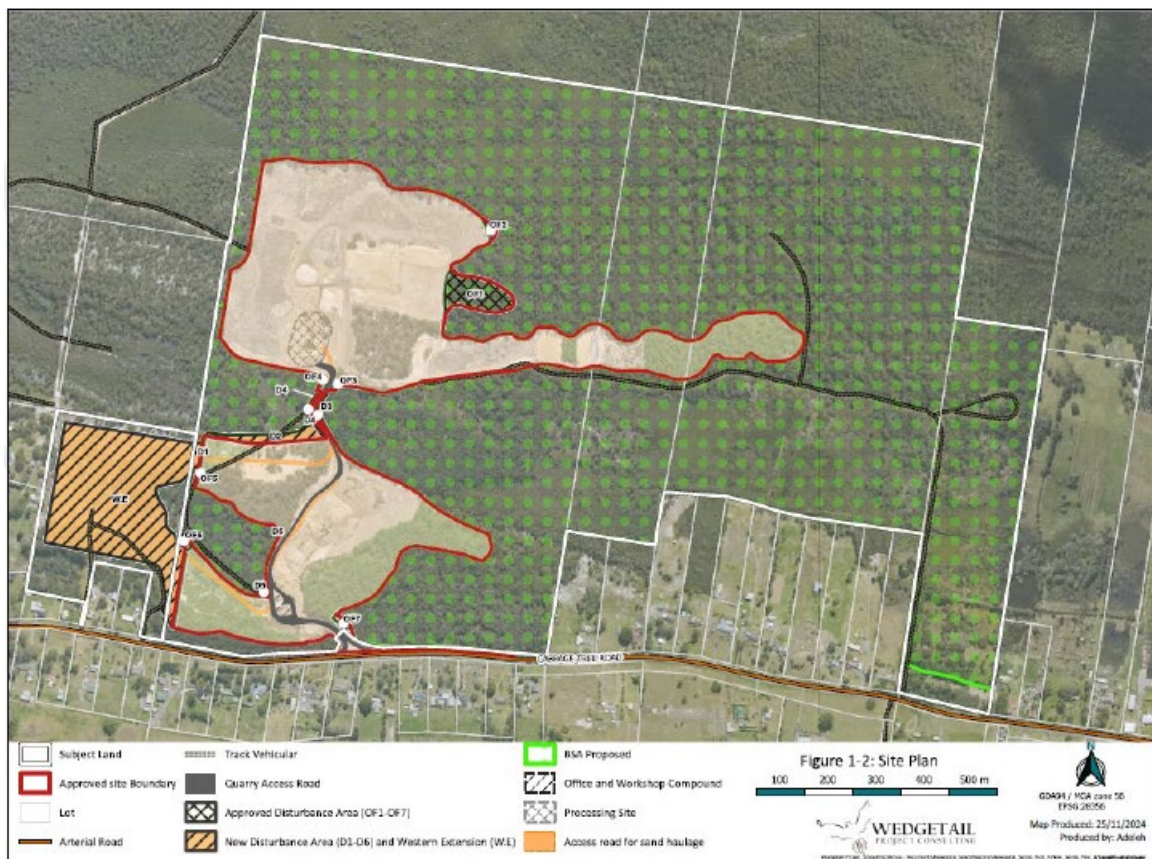 OF2
OF1
OF4
OF3
D4
D3
D2
D1
OF5
W.E
OF6
D6
D5
OF7
CABBAGE TREE ROAD
Subject Land
Approved site Boundary
Lot
Arterial Road
Track Vehicular
Quarry Access Road
Approved Disturbance Area (OF1-OF7)
New Disturbance Area (D1-D6) and Western Extension (W.E)
BSA Proposed
Office and Workshop Compound
Processing Site
Access road for sand haulage
Figure 1-2: Site Plan
100 200 300 400 500 m
WEDGETAIL
PROJECT CONSULTING
N
GDA94 / MGA zone 56
EPSG 28356
Map Produced: 25/11/2024
Produced by: Adeleh